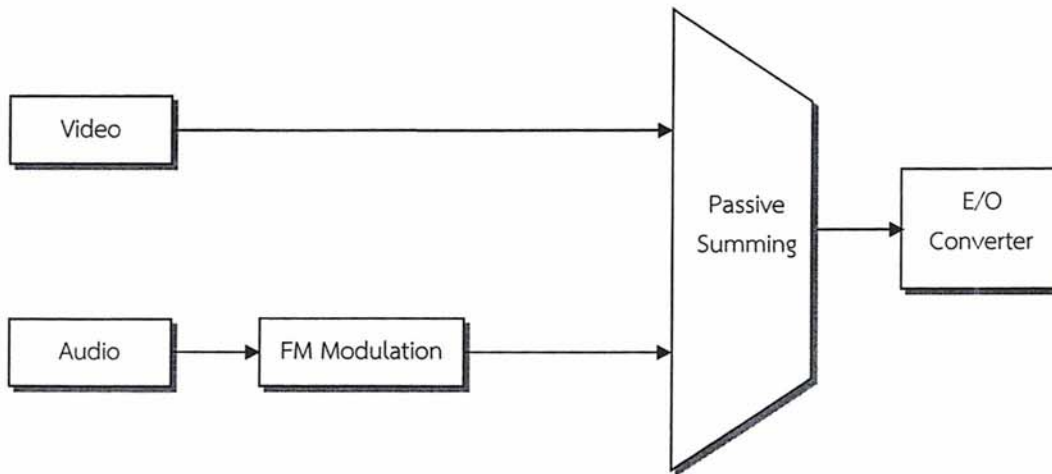 Video
Passive
Summing
E/O
Converter
Audio
FM Modulation